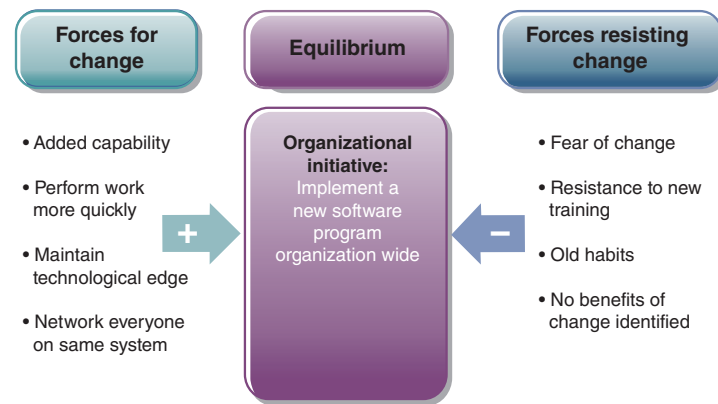 Forces for
change
Equilibrium
Forces resisting
change
• Added capability
• Perform work
more quickly
• Maintain
technological edge
• Network everyone
on same system
+
Organizational
initiative:
Implement a
new software
program
organization wide
–
• Fear of change
• Resistance to new
training
• Old habits
• No benefits of
change identified